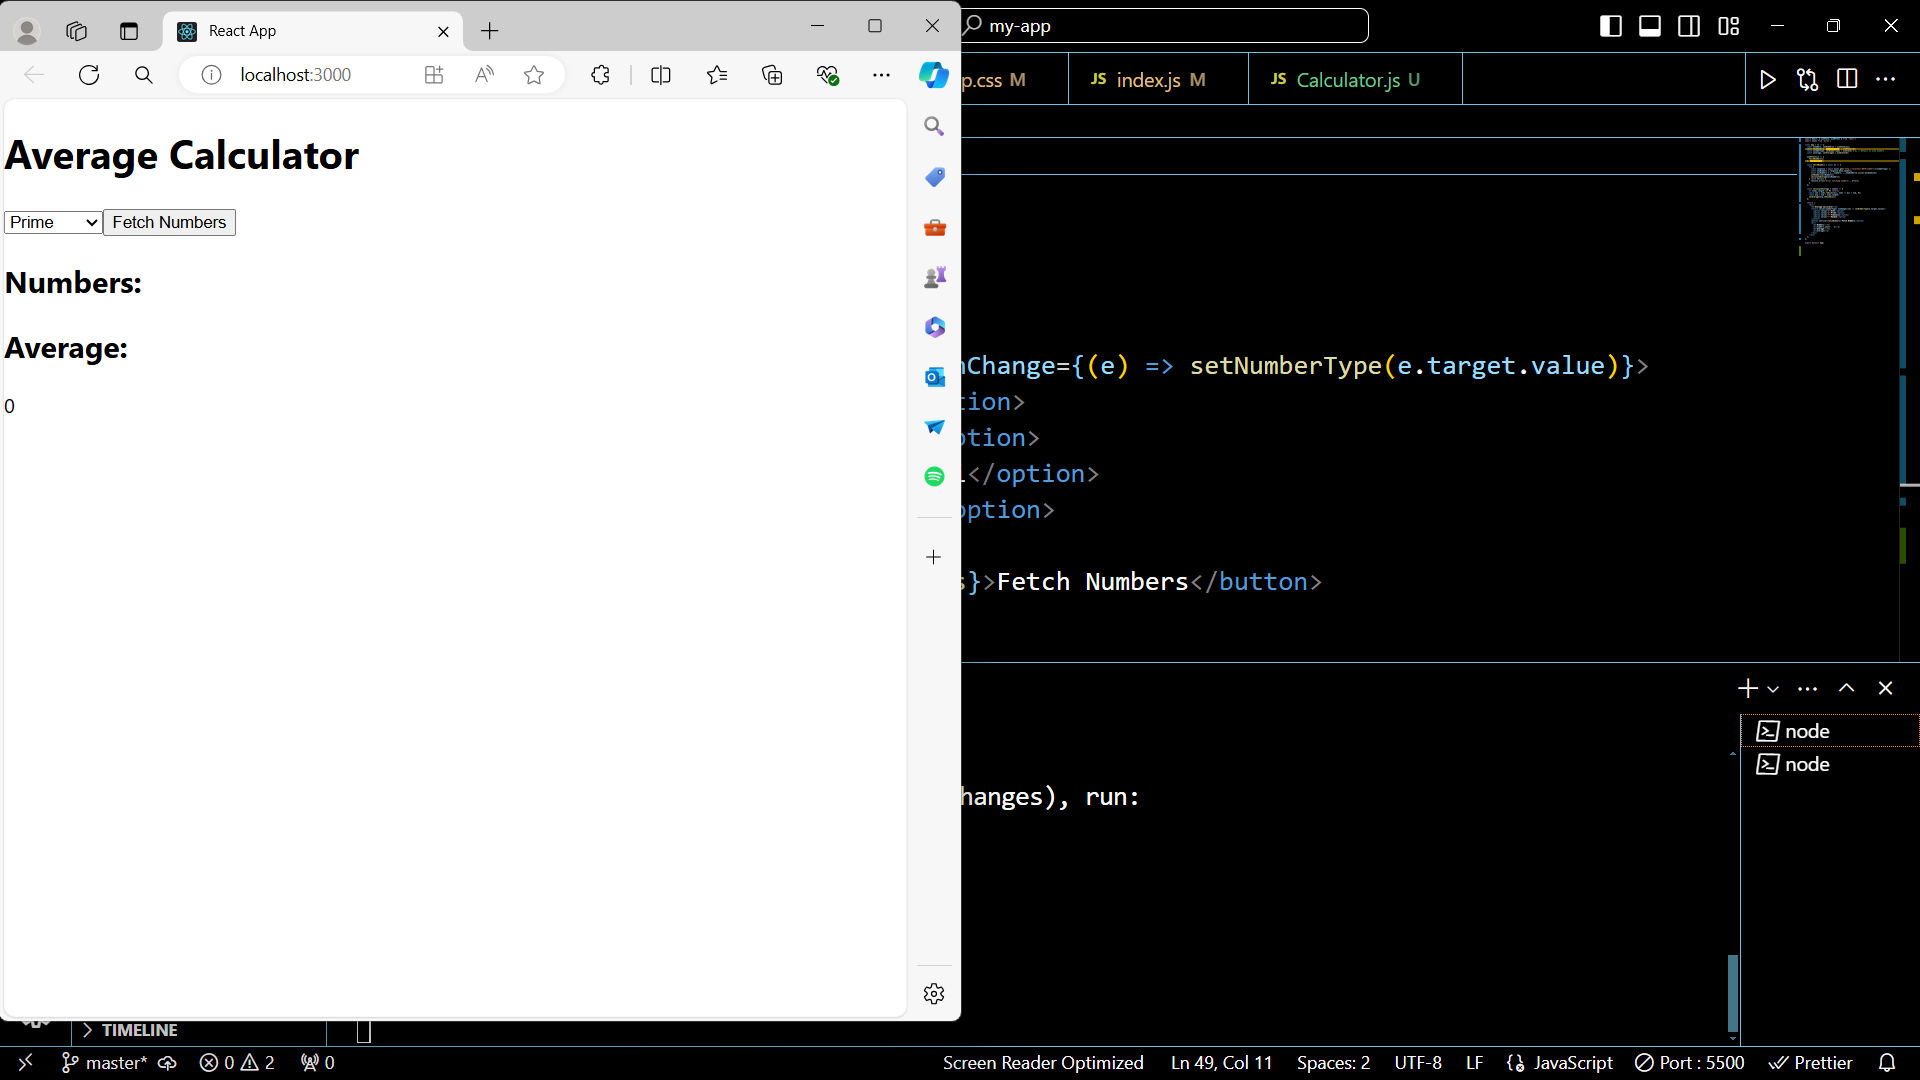 React App
localhost:3000
Average Calculator
Prime
Fetch Numbers
Numbers:
Average:
0
my-app
p.css M
JS index.js M
JS Calculator.js U
nChange={(e) => setNumberType(e.target.value)}>
tion>
ption>
l</option>
option>
s}>Fetch Numbers</button>
hanges), run:
node
node
TIMELINE
master*
0
2
0
Screen Reader Optimized
Ln 49, Col 11
Spaces: 2
UTF-8
LF
JavaScript
Port : 5500
Prettier